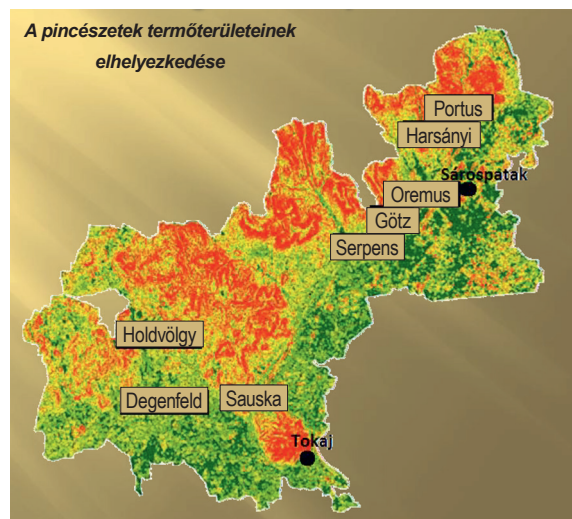 A pincészetek termőterületeinek
elhelyezkedése
Portus
Harsányi
Sárospatak
Oremus
Götz
Serpens
Holdvölgy
Degenfeld
Sauska
Tokaj